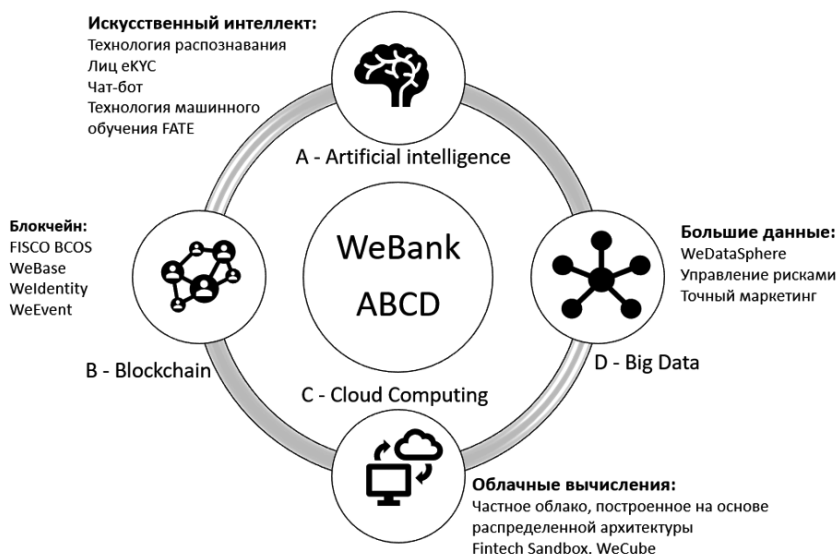 Искусственный интеллект:
Технология распознавания
Лиц eKYC
Чат-бот
Технология машинного
обучения FATE
A - Artificial intelligence
Блокчейн:
FISCO BCOS
WeBase
WeIdentity
WeEvent
B - Blockchain
WeBank
ABCD
Большие данные:
WeDataSphere
Управление рисками
Точный маркетинг
D - Big Data
C - Cloud Computing
Облачные вычисления:
Частное облако, построенное на основе
распределенной архитектуры
Fintech Sandbox, WeCube